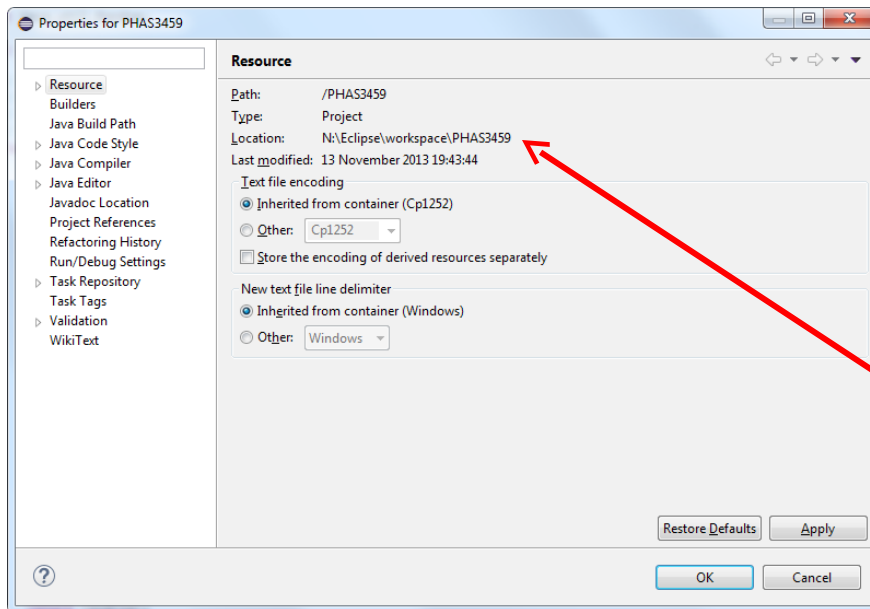 Properties for PHAS3459
Resource
Builders
Java Build Path
Java Code Style
Java Compiler
Java Editor
Javadoc Location
Project References
Refactoring History
Run/Debug Settings
Task Repository
Task Tags
Validation
WikiText
Resource
Path: /PHAS3459
Type: Project
Location: N:\Eclipse\workspace\PHAS3459
Last modified: 13 November 2013 19:43:44
Text file encoding
Inherited from container (Cp1252)
Other: Cp1252
Store the encoding of derived resources separately
New text file line delimiter
Inherited from container (Windows)
Other: Windows
Restore Defaults Apply
? OK Cancel